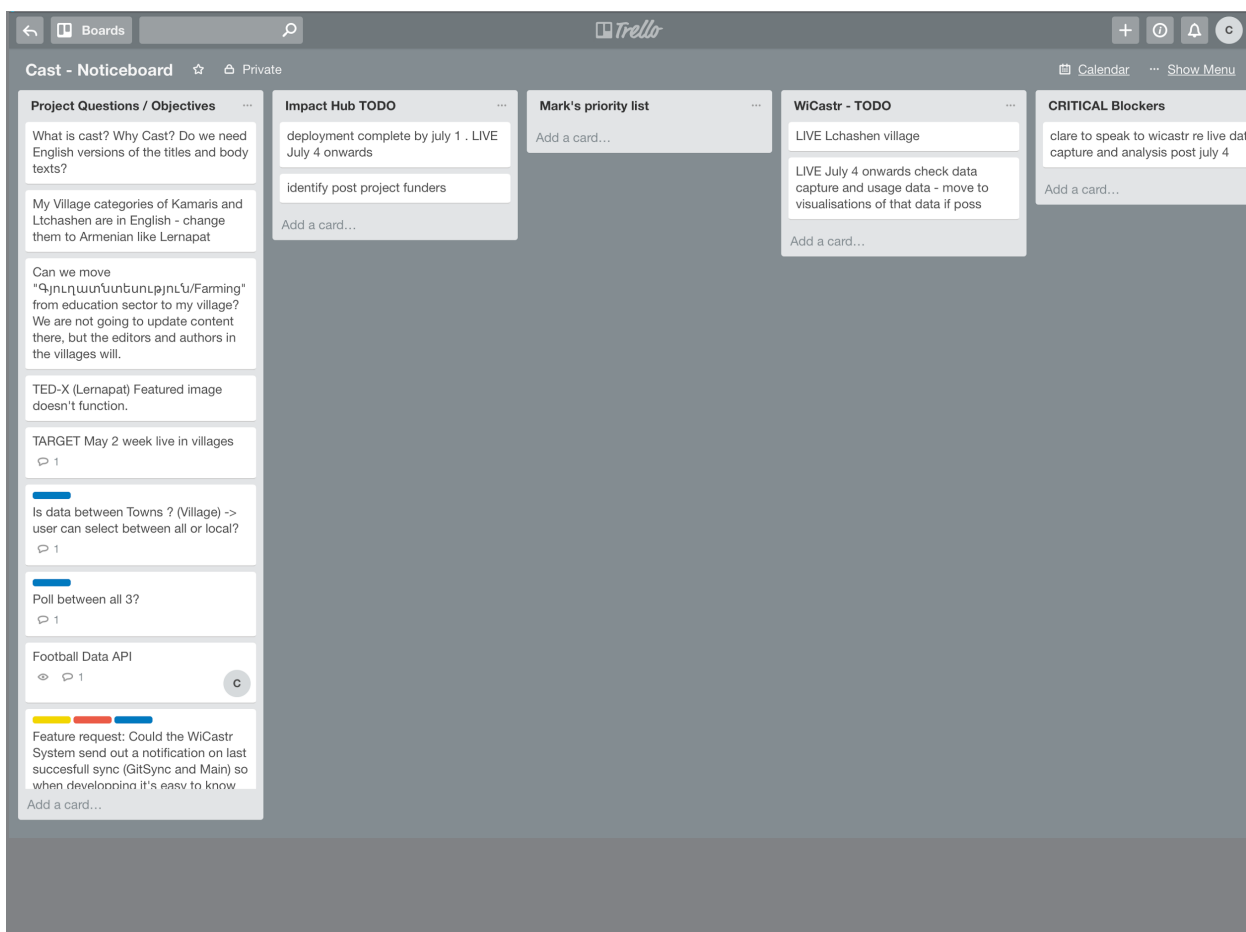 Boards
Trello
C
Cast - Noticeboard
Private
Calendar
Show Menu
Project Questions / Objectives
What is cast? Why Cast? Do we need
English versions of the titles and body
texts?
My Village categories of Kamaris and
Ltchashen are in English - change
them to Armenian like Lernapat
Can we move
"Գյուղատնտեսություն/Farming"
from education sector to my village?
We are not going to update content
there, but the editors and authors in
the villages will.
TED-X (Lernapat) Featured image
doesn't function.
TARGET May 2 week live in villages
1
Is data between Towns ? (Village) ->
user can select between all or local?
1
Poll between all 3?
1
Football Data API
1
C
Feature request: Could the WiCastr
System send out a notification on last
succesfull sync (GitSync and Main) so
when developping it's easy to know
Add a card...
Impact Hub TODO
deployment complete by july 1 . LIVE
July 4 onwards
identify post project funders
Add a card...
Mark's priority list
Add a card...
WiCastr - TODO
LIVE Lchashen village
LIVE July 4 onwards check data
capture and usage data - move to
visualisations of that data if poss
Add a card...
CRITICAL Blockers
clare to speak to wicastr re live dat
capture and analysis post july 4
Add a card...